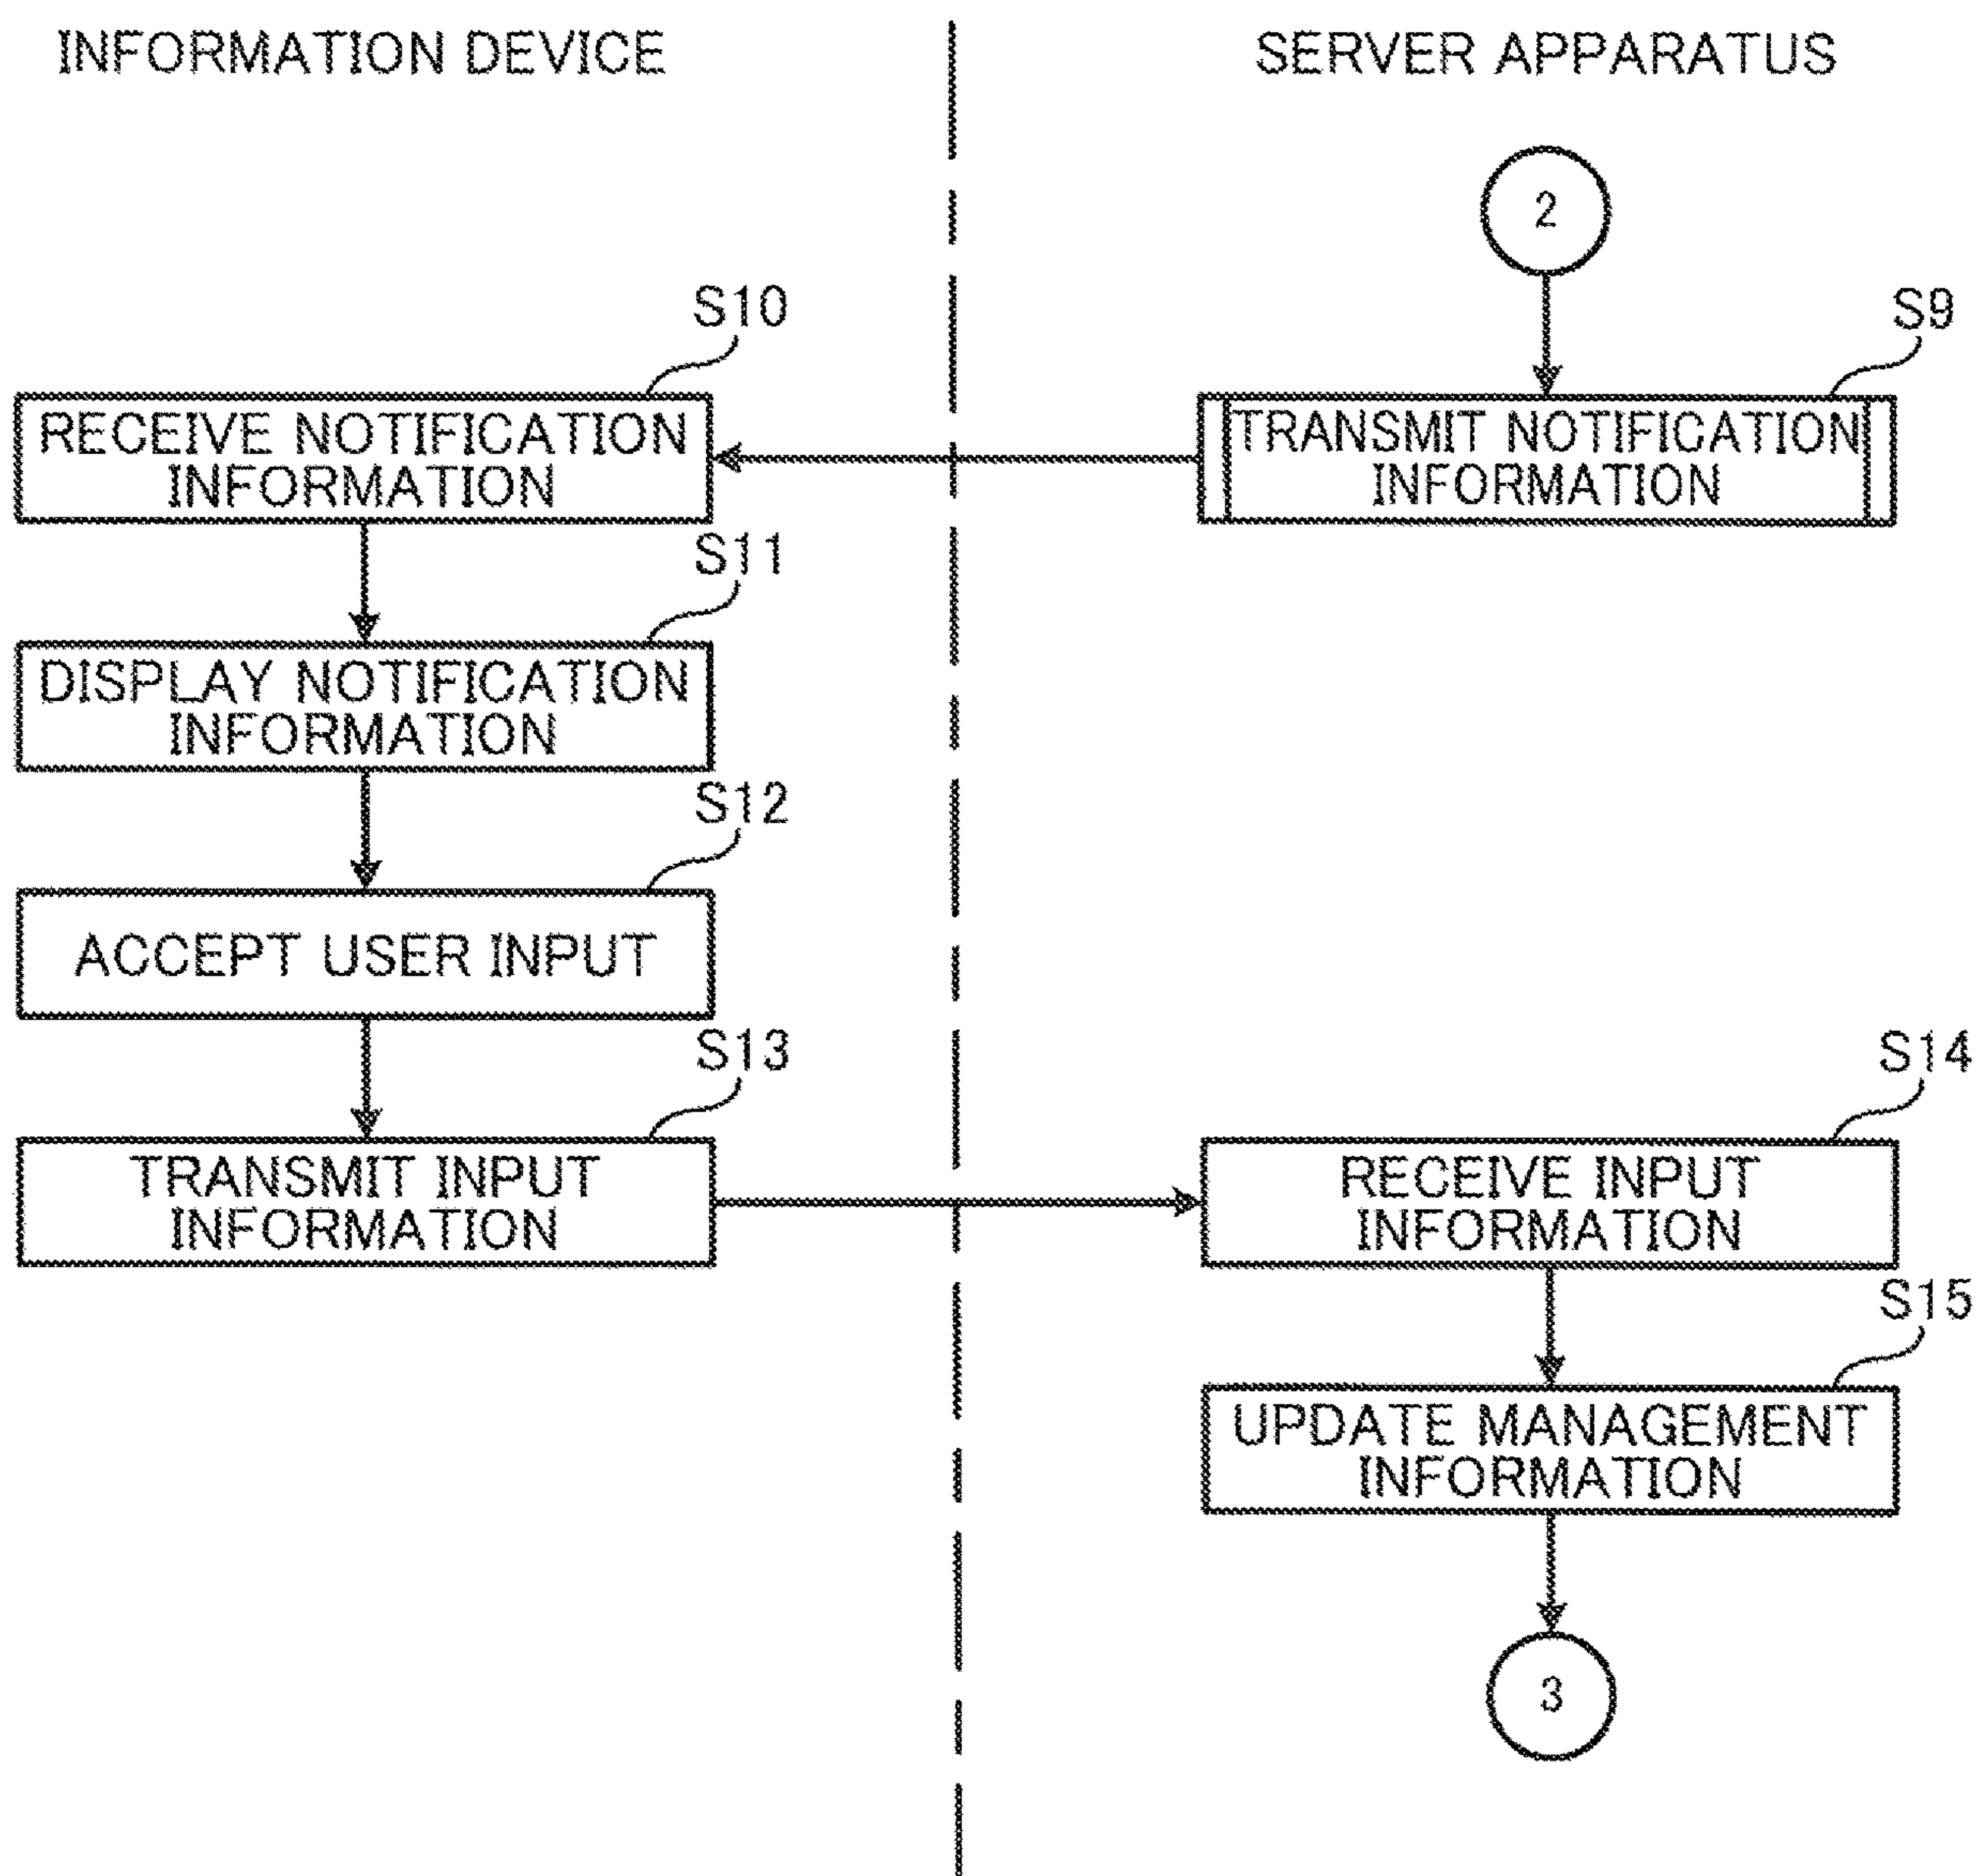 INFORMATION DEVICE
SERVER APPARATUS
2
S9
TRANSMIT NOTIFICATION
INFORMATION
S10
RECEIVE NOTIFICATION
INFORMATION
S11
DISPLAY NOTIFICATION
INFORMATION
S12
ACCEPT USER INPUT
S13
TRANSMIT INPUT
INFORMATION
S14
RECEIVE INPUT
INFORMATION
S15
UPDATE MANAGEMENT
INFORMATION
3